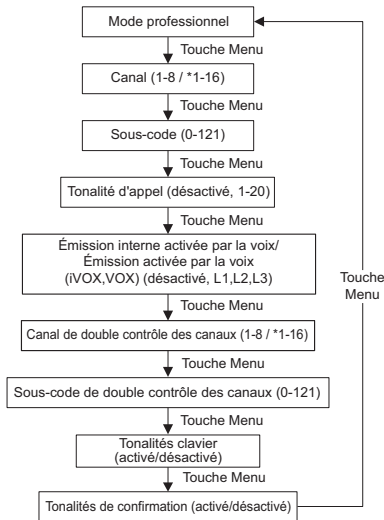 Mode professionnel
Touche Menu
Canal (1-8 / *1-16)
Touche Menu
Sous-code (0-121)
Touche Menu
Tonalité d'appel (désactivé, 1-20)
Touche Menu
Émission interne activée par la voix/
Émission activée par la voix
(iVOX,VOX) (désactivé, L1,L2,L3)
Touche Menu
Canal de double contrôle des canaux (1-8 / *1-16)
Touche Menu
Sous-code de double contrôle des canaux (0-121)
Touche Menu
Tonalités clavier
(activé/désactivé)
Touche Menu
Tonalités de confirmation (activé/désactivé)
Touche
Menu